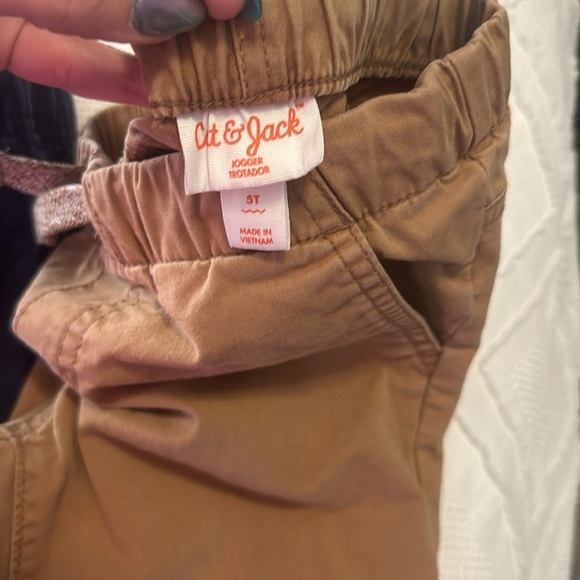 Cat & Jack™
JOGGER
TROTADOR
5T
MADE IN
VIETNAM